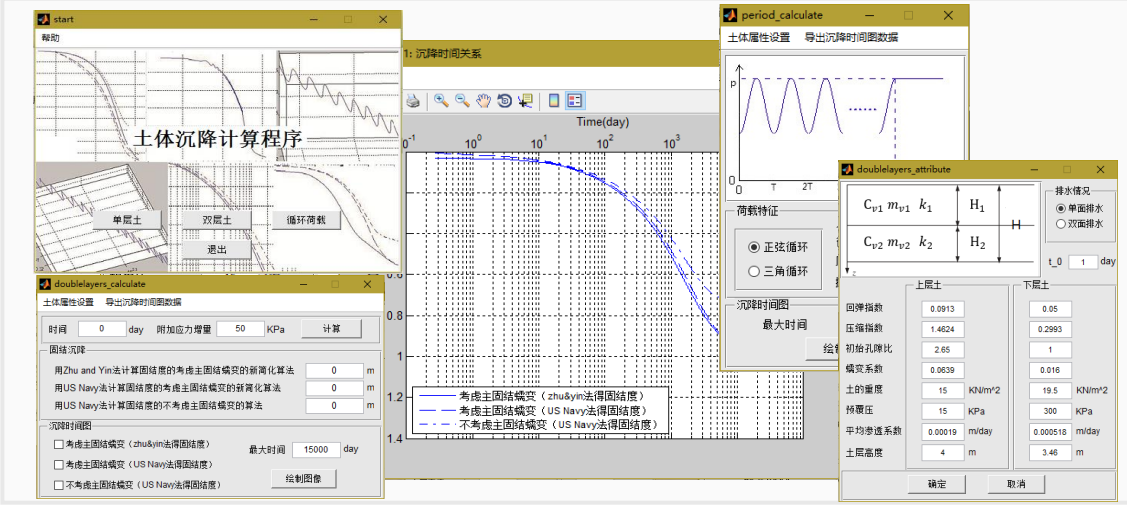 start
帮助
土体沉降计算程序
单层土
双层土
循环荷载
退出
1: 沉降时间关系
Time(day)
10^-1 10^0 10^1 10^2 10^3
0.8
1
1.2
1.4
考虑主固结蠕变（zhu&yin法得固结度）
考虑主固结蠕变（US Navy法得固结度）
不考虑主固结蠕变（US Navy法得固结度）
period_calculate
土体属性设置 导出沉降时间图数据
P
0
0 T 2T
荷载特征
正弦循环
三角循环
沉降时间图
最大时间
doublelayers_calculate
土体属性设置 导出沉降时间图数据
时间 0 day 附加应力增量 50 KPa 计算
固结沉降
用Zhu and Yin法计算固结度的考虑主固结蠕变的新简化算法 0 m
用US Navy法计算固结度的考虑主固结蠕变的新简化算法 0 m
用US Navy法计算固结度的不考虑主固结蠕变的算法 0 m
沉降时间图
考虑主固结蠕变（zhu&yin法得固结度）
考虑主固结蠕变（US Navy法得固结度）
不考虑主固结蠕变（US Navy法得固结度）
最大时间 15000 day
绘制图像
doublelayers_attribute
C_v1 m_v1 k_1 H_1
H
C_v2 m_v2 k_2 H_2
z
排水情况
单面排水
双面排水
t_0 1 day
上层土 下层土
回弹指数 0.0913 0.05
压缩指数 1.4624 0.2993
初始孔隙比 2.65 1
蠕变系数 0.0639 0.016
土的重度 15 KN/m^2 19.5 KN/m^2
预覆压 15 KPa 300 KPa
平均渗透系数 0.00019 m/day 0.000518 m/day
土层高度 4 m 3.46 m
确定 取消